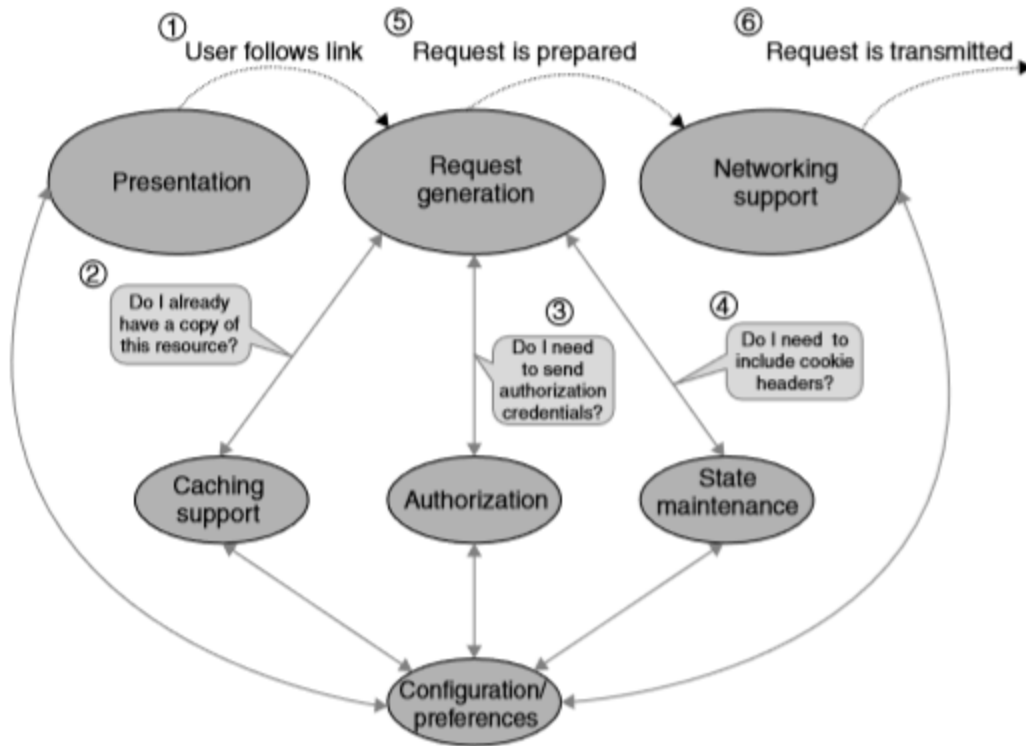 ① User follows link
⑤ Request is prepared
⑥ Request is transmitted
Presentation
Request
generation
Networking
support
②
Do I already
have a copy of
this resource?
③
Do I need
to send
authorization
credentials?
④
Do I need to
include cookie
headers?
Caching
support
Authorization
State
maintenance
Configuration/
preferences